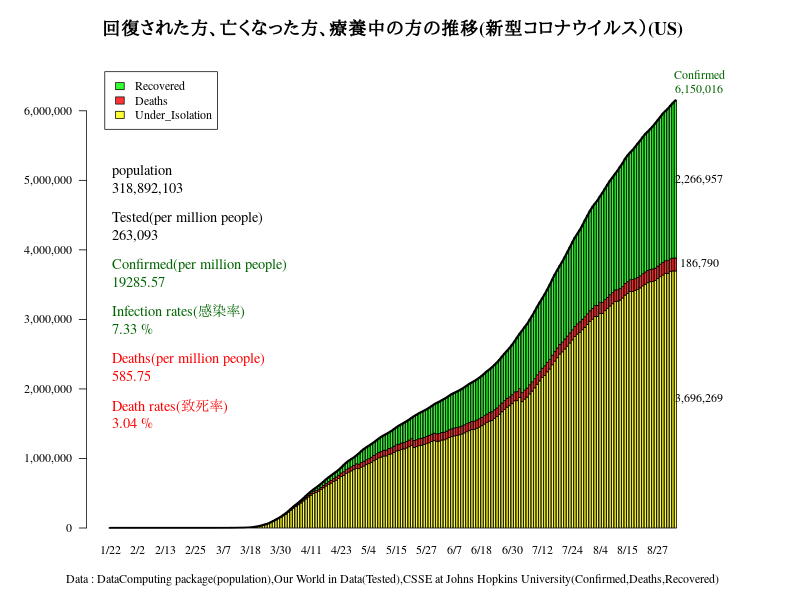 回復された方、亡くなった方、療養中の方の推移(新型コロナウイルス）(US)
Confirmed
6,150,016
Recovered
Deaths
Under_Isolation
6,000,000
5,000,000
4,000,000
3,000,000
2,000,000
1,000,000
0
population
318,892,103
Tested(per million people)
263,093
Confirmed(per million people)
19285.57
Infection rates(感染率)
7.33 %
Deaths(per million people)
585.75
Death rates(致死率)
3.04 %
2,266,957
186,790
3,696,269
1/22 2/2 2/13 2/25 3/7 3/18 3/30 4/11 4/23 5/4 5/15 5/27 6/7 6/18 6/30 7/12 7/24 8/4 8/15 8/27
Data : DataComputing package(population),Our World in Data(Tested),CSSE at Johns Hopkins University(Confirmed,Deaths,Recovered)